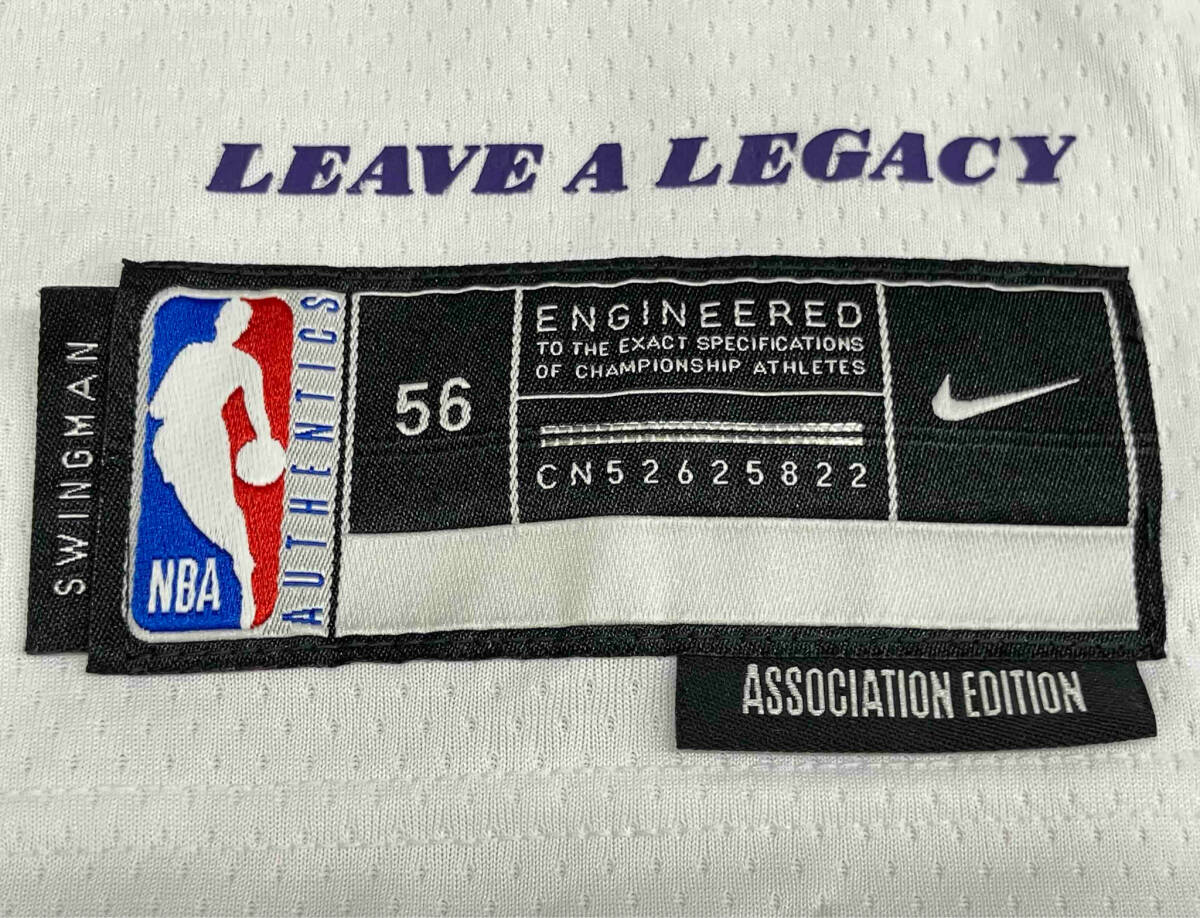 LEAVE A LEGACY
SWINGMAN
NBA
AUTHENTICS
56
ENGINEERED
TO THE EXACT SPECIFICATIONS
OF CHAMPIONSHIP ATHLETES
CN52625822
ASSOCIATION EDITION